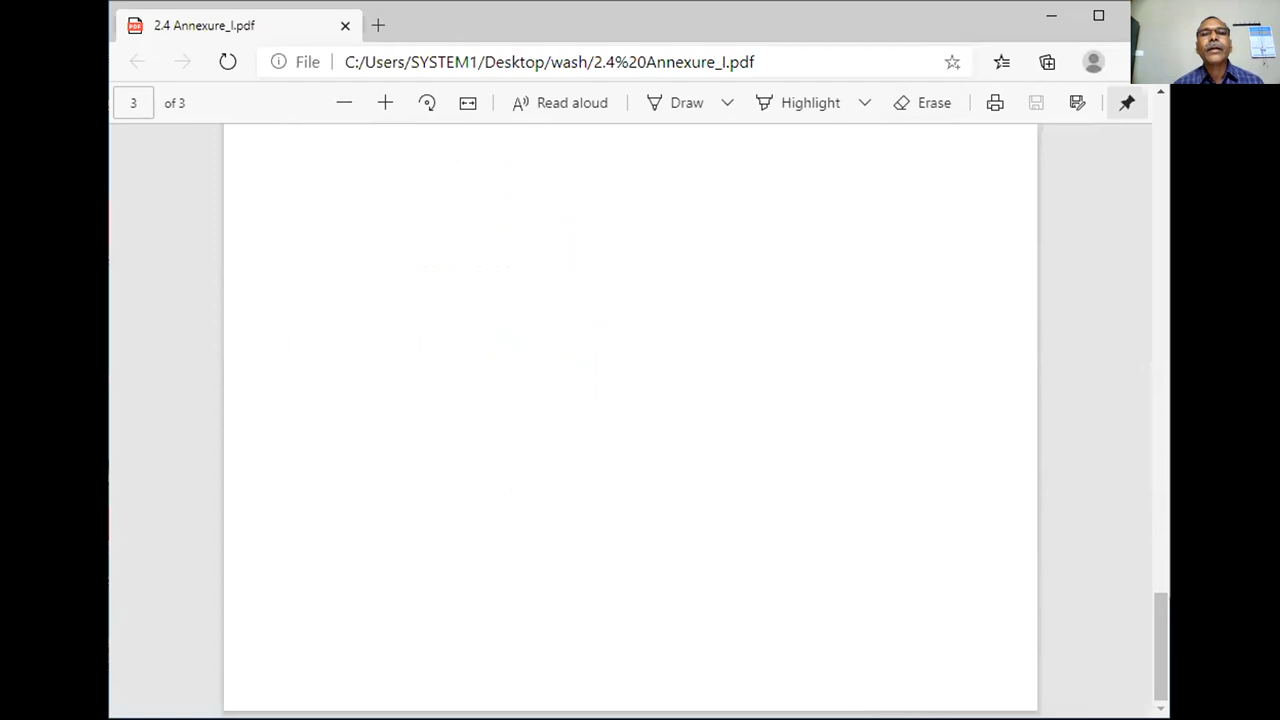 2.4 Annexure_I.pdf
File
C:/Users/SYSTEM1/Desktop/wash/2.4%20Annexure_I.pdf
3 of 3
Read aloud
Draw
Highlight
Erase